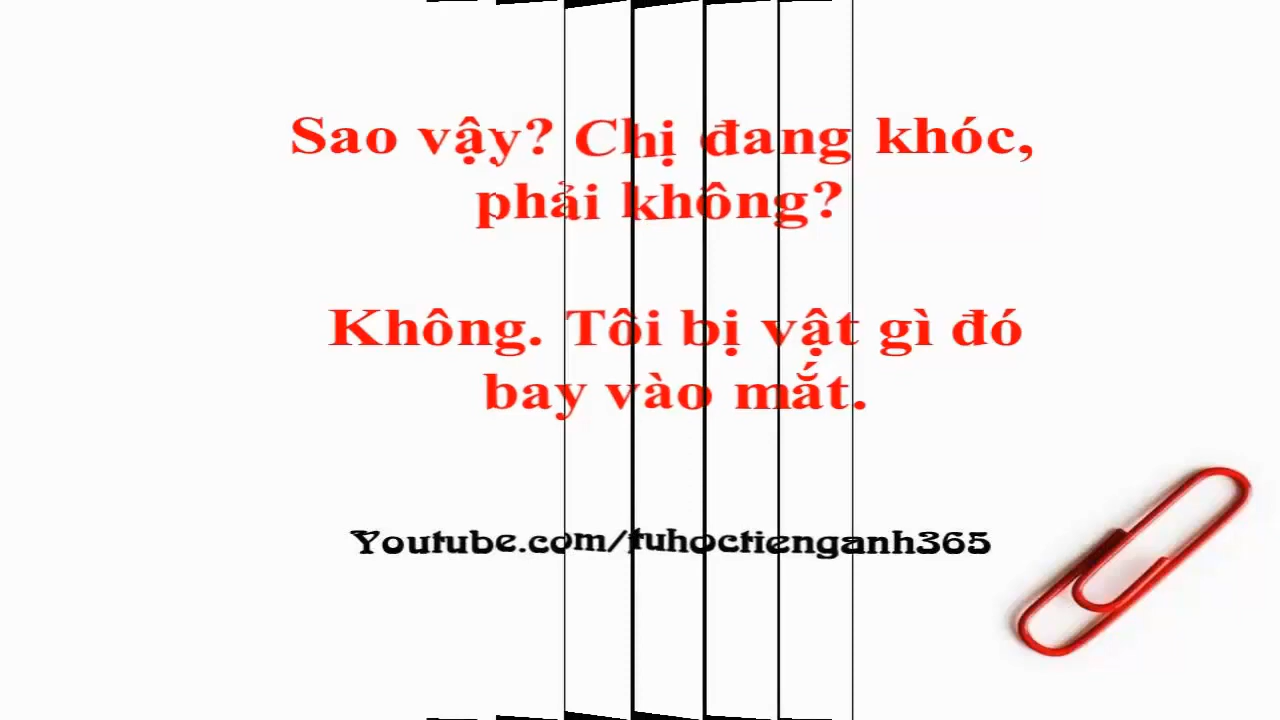 Sao vậy? Chị đang khóc,
phải không?
Không. Tôi bị vật gì đó
bay vào mắt.
Youtube.com/tuhoctienganh365